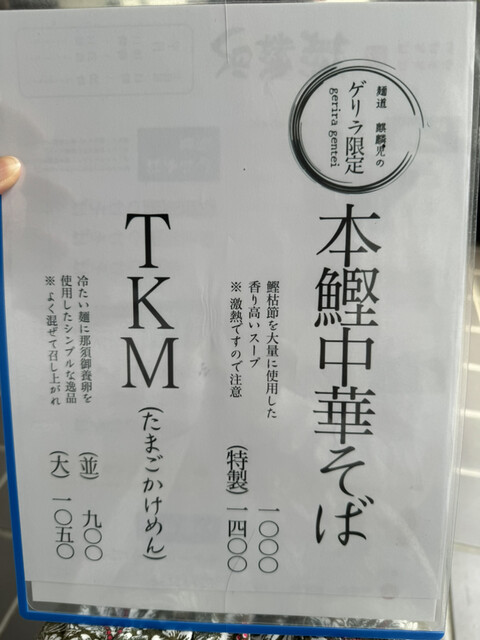 麺道 麒麟児の
ゲリラ限定
gerira gentei
本鰹中華そば
鰹枯節を大量に使用した
香り高いスープ
※ 激熱ですので注意
一〇〇〇
(特製) 一四〇〇
TKM(たまごかけめん)
冷たい麺に那須御養卵を
使用したシンプルな逸品
※ よく混ぜて召し上がれ
(並) 九〇〇
(大) 一〇五〇